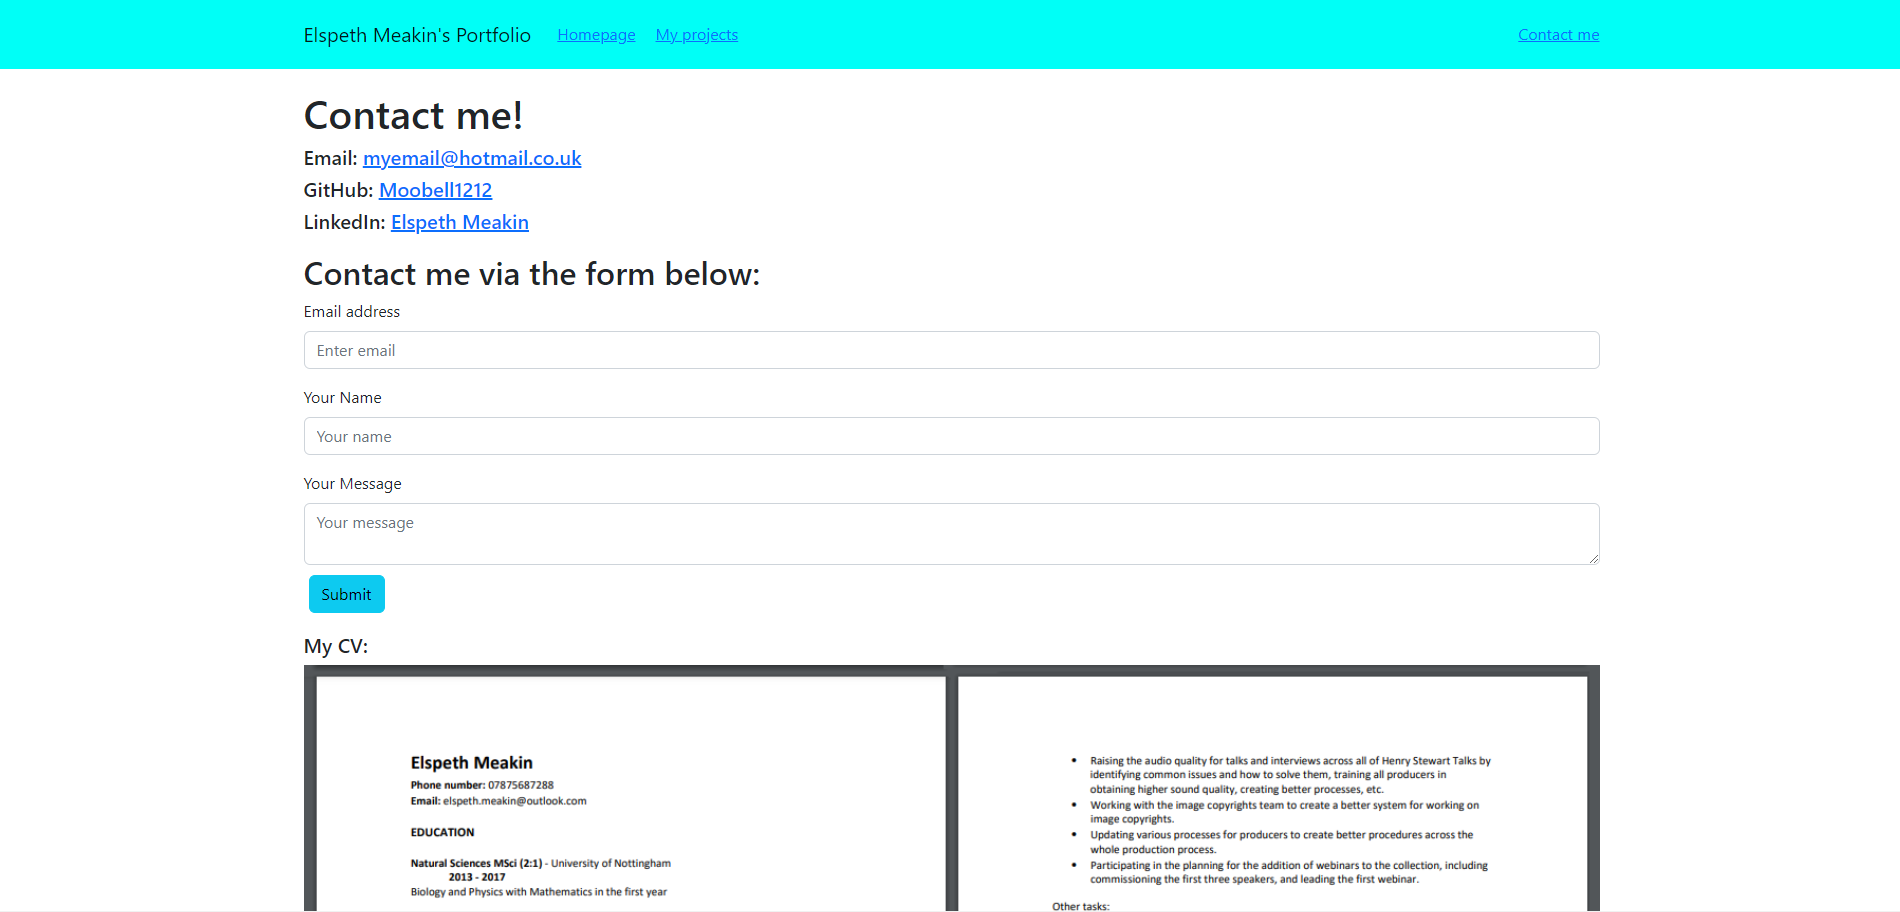 Elspeth Meakin's Portfolio Homepage My projects Contact me
Contact me!
Email: myemail@hotmail.co.uk
GitHub: Moobell1212
LinkedIn: Elspeth Meakin
Contact me via the form below:
Email address
Enter email
Your Name
Your name
Your Message
Your message
Submit
My CV:
Elspeth Meakin
Phone number: 07875687288
Email: elspeth.meakin@outlook.com
EDUCATION
Natural Sciences MSci (2:1) - University of Nottingham
2013 - 2017
Biology and Physics with Mathematics in the first year
• Raising the audio quality for talks and interviews across all of Henry Stewart Talks by
identifying common issues and how to solve them, training all producers in
obtaining higher sound quality, creating better processes, etc.
• Working with the image copyrights team to create a better system for working on
image copyrights.
• Updating various processes for producers to create better procedures across the
whole production process.
• Participating in the planning for the addition of webinars to the collection, including
commissioning the first three speakers, and leading the first webinar.
Other tasks: